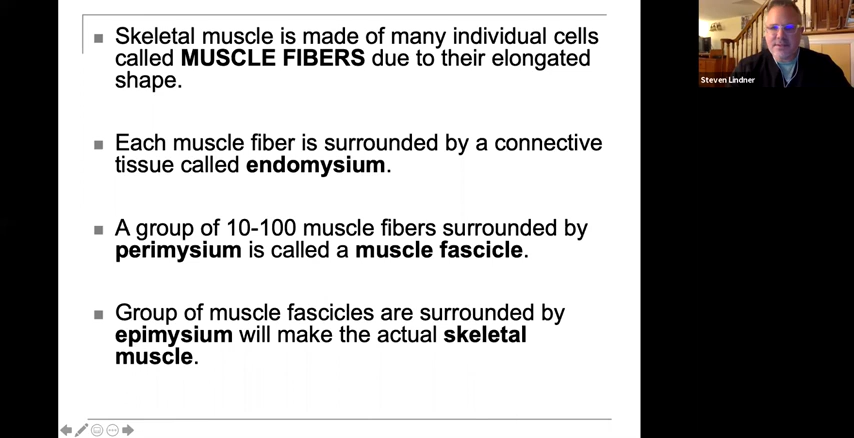 Skeletal muscle is made of many individual cells
called MUSCLE FIBERS due to their elongated
shape.
Each muscle fiber is surrounded by a connective
tissue called endomysium.
A group of 10-100 muscle fibers surrounded by
perimysium is called a muscle fascicle.
Group of muscle fascicles are surrounded by
epimysium will make the actual skeletal
muscle.
Steven Lindner